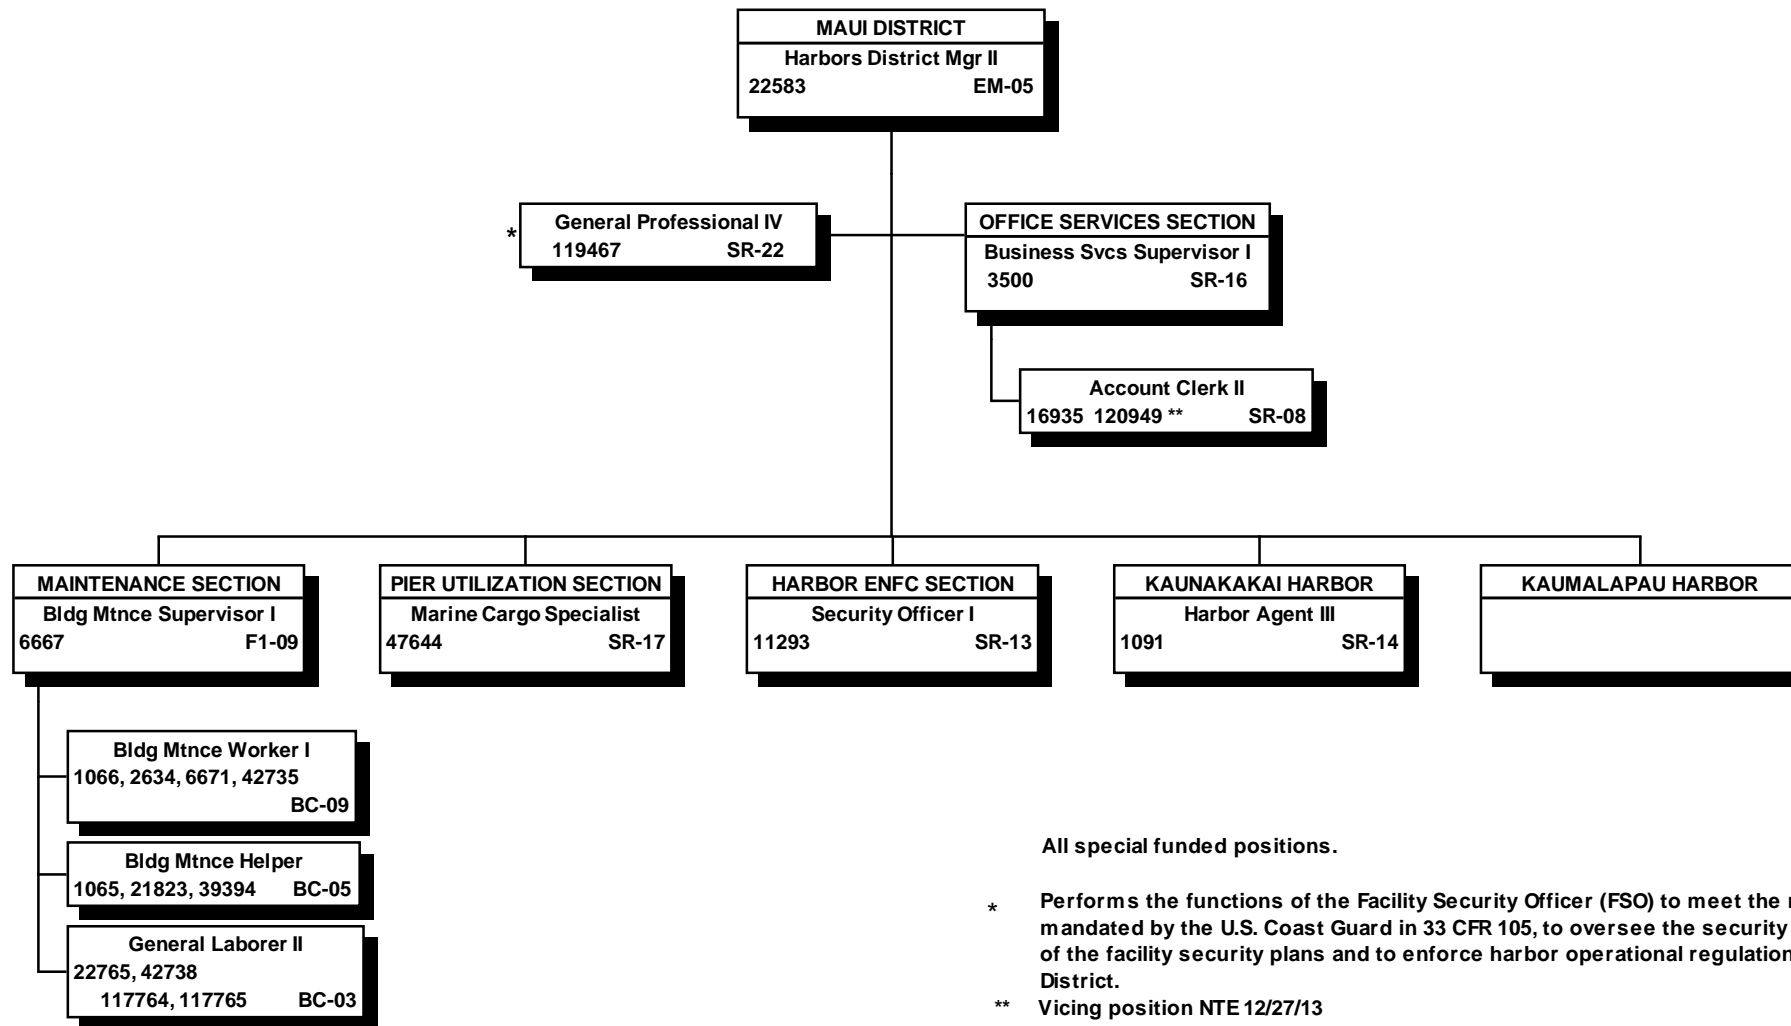 MAUI DISTRICT
Harbors District Mgr II
22583 EM-05
* General Professional IV
119467 SR-22
OFFICE SERVICES SECTION
Business Svcs Supervisor I
3500 SR-16
Account Clerk II
16935 120949 ** SR-08
MAINTENANCE SECTION
Bldg Mtnce Supervisor I
6667 F1-09
PIER UTILIZATION SECTION
Marine Cargo Specialist
47644 SR-17
HARBOR ENFC SECTION
Security Officer I
11293 SR-13
KAUNAKAKAI HARBOR
Harbor Agent III
1091 SR-14
KAUMALAPAU HARBOR
Bldg Mtnce Worker I
1066, 2634, 6671, 42735
BC-09
Bldg Mtnce Helper
1065, 21823, 39394 BC-05
General Laborer II
22765, 42738
117764, 117765 BC-03
All special funded positions.
* Performs the functions of the Facility Security Officer (FSO) to meet the
mandated by the U.S. Coast Guard in 33 CFR 105, to oversee the security
of the facility security plans and to enforce harbor operational regulation
District.
** Vicing position NTE 12/27/13